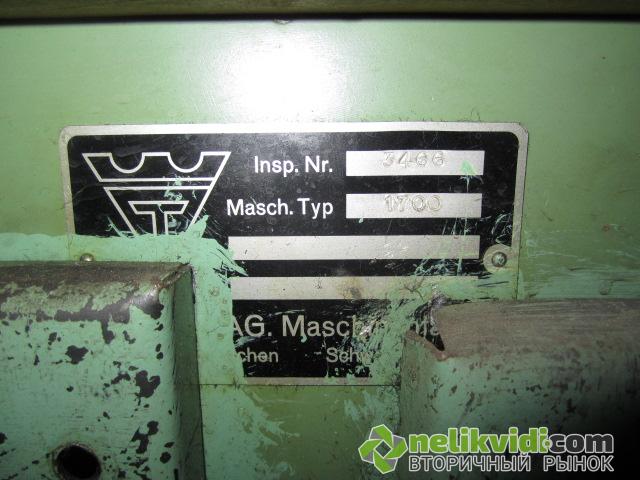 Insp. Nr. 3466
Masch. Typ 1700
AG. Masch
chen Sch
nelikvidi.com
ВТОРИЧНЫЙ РЫНОК